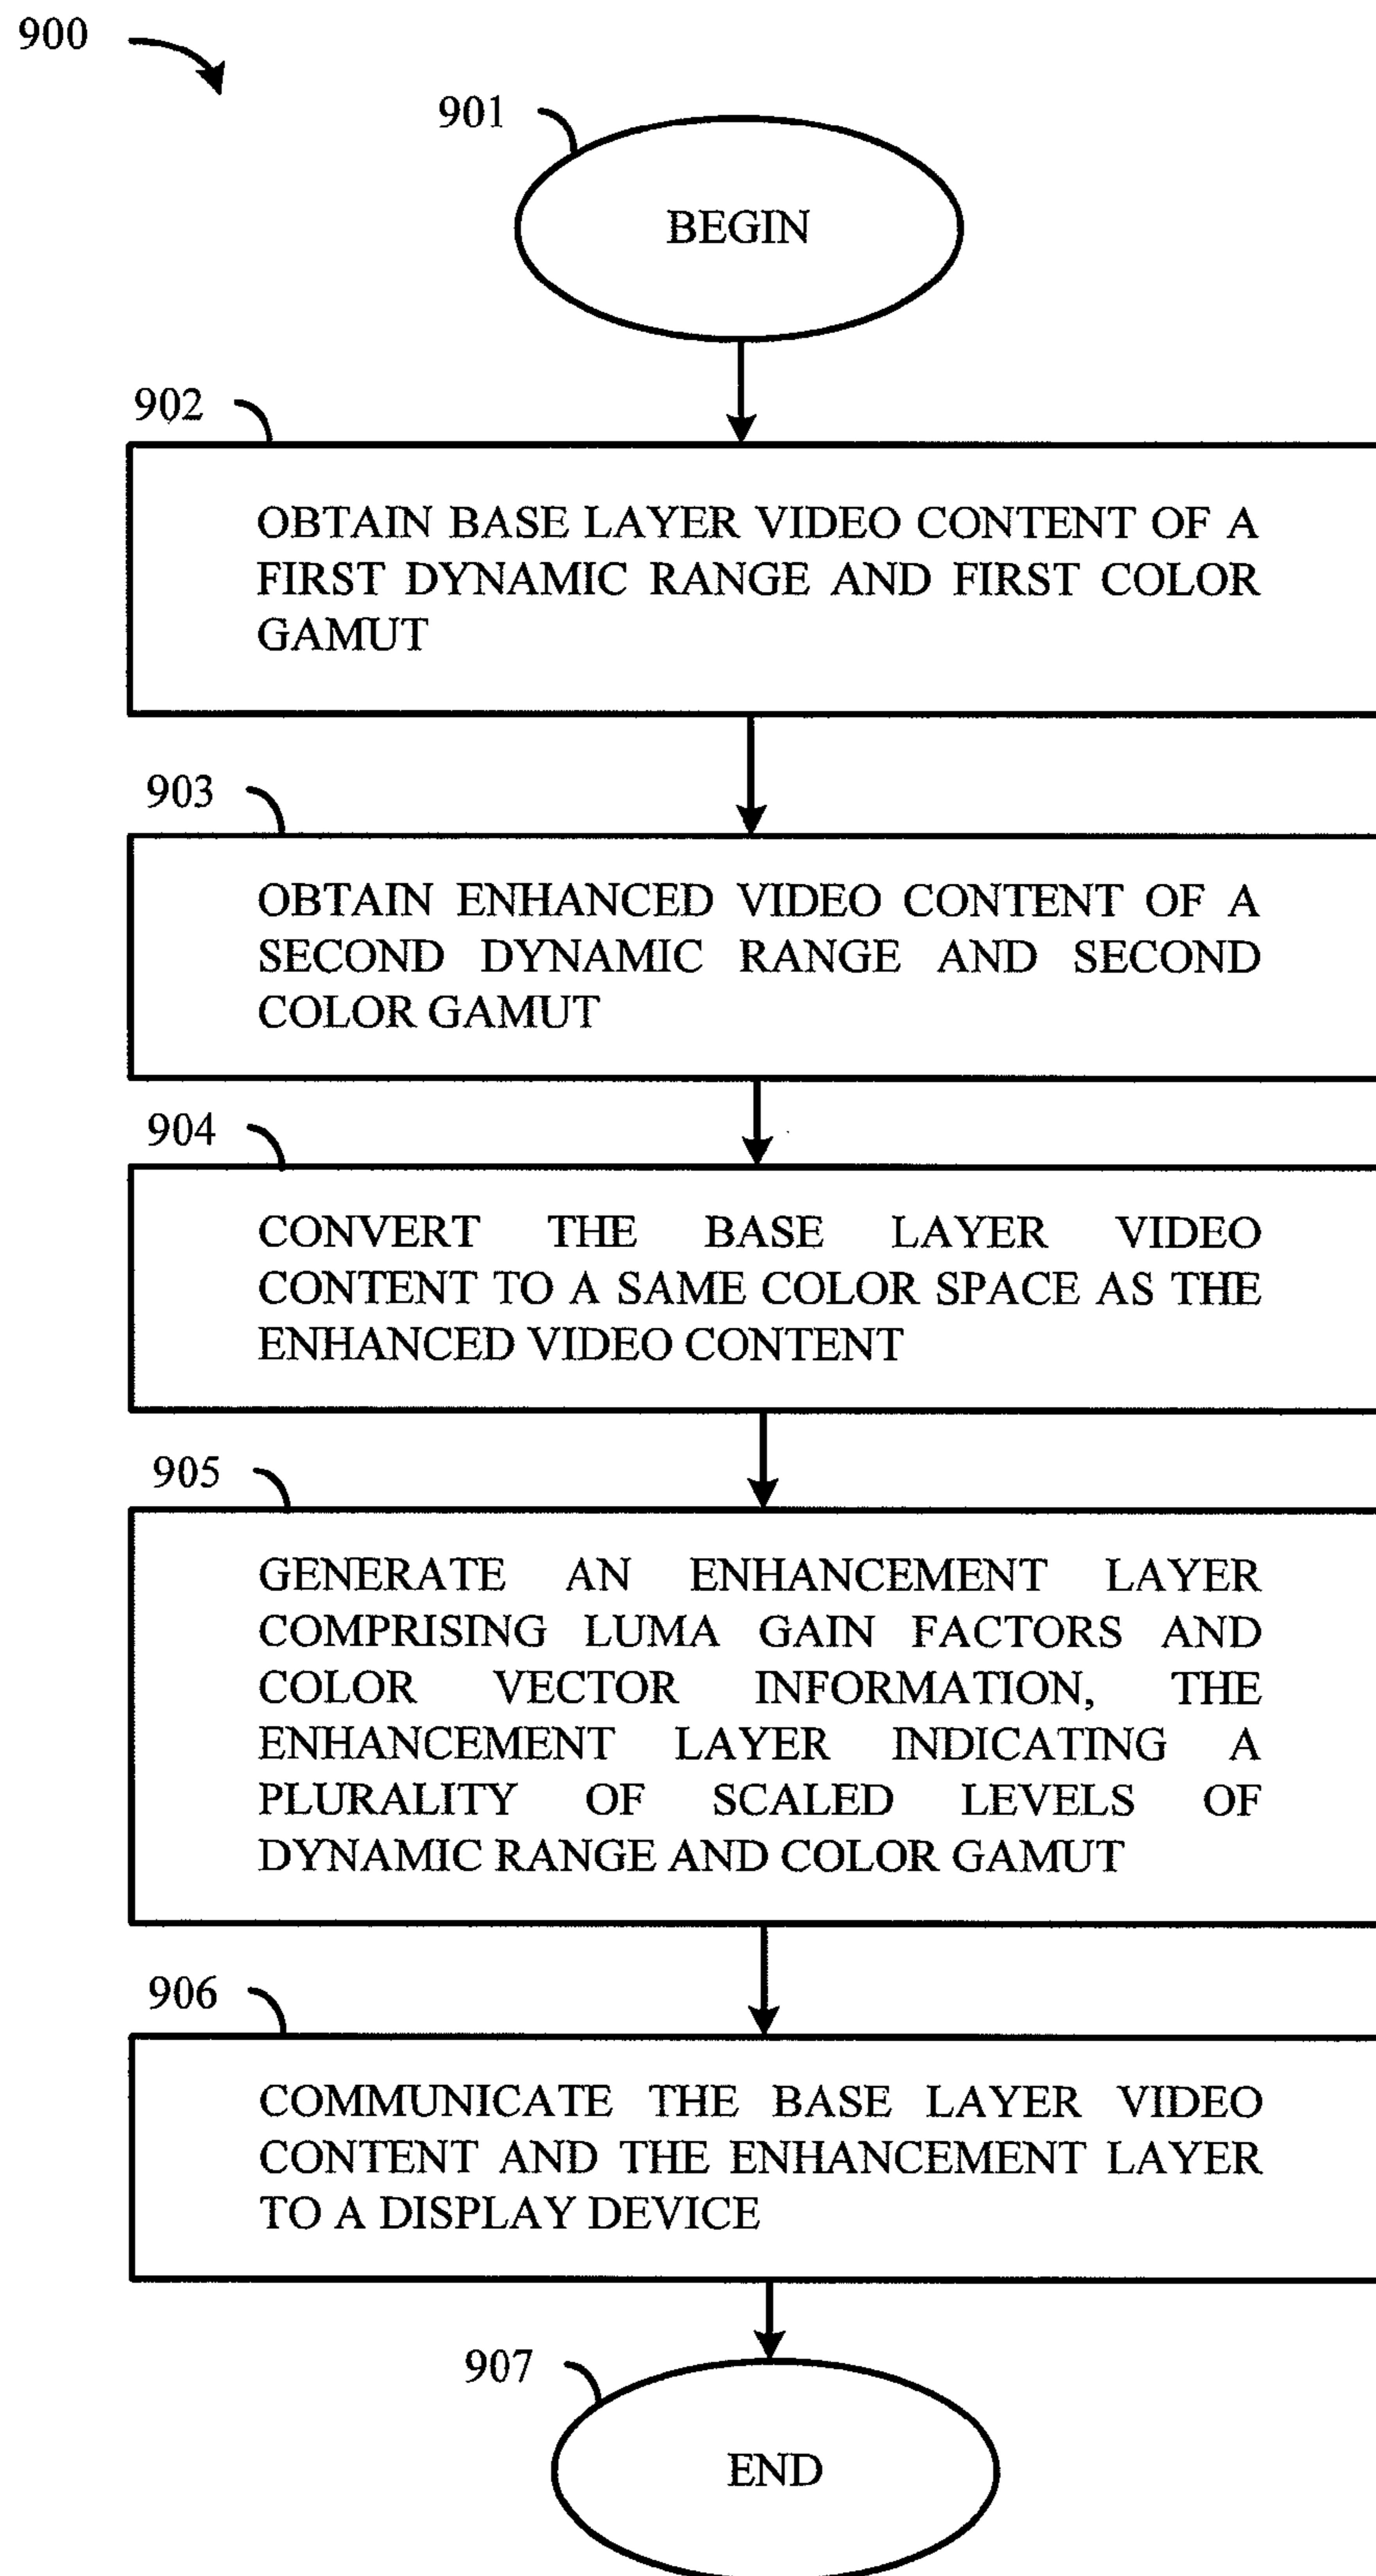 900
901
BEGIN
902
OBTAIN BASE LAYER VIDEO CONTENT OF A
FIRST DYNAMIC RANGE AND FIRST COLOR
GAMUT
903
OBTAIN ENHANCED VIDEO CONTENT OF A
SECOND DYNAMIC RANGE AND SECOND
COLOR GAMUT
904
CONVERT THE BASE LAYER VIDEO
CONTENT TO A SAME COLOR SPACE AS THE
ENHANCED VIDEO CONTENT
905
GENERATE AN ENHANCEMENT LAYER
COMPRISING LUMA GAIN FACTORS AND
COLOR VECTOR INFORMATION, THE
ENHANCEMENT LAYER INDICATING A
PLURALITY OF SCALED LEVELS OF
DYNAMIC RANGE AND COLOR GAMUT
906
COMMUNICATE THE BASE LAYER VIDEO
CONTENT AND THE ENHANCEMENT LAYER
TO A DISPLAY DEVICE
907
END